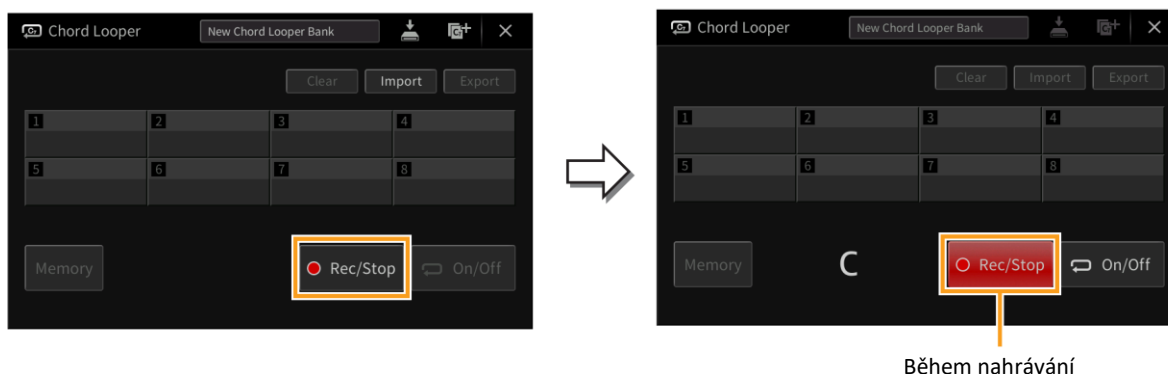 Chord Looper New Chord Looper Bank
Clear Import Export
1 2 3 4
5 6 7 8
Memory Rec/Stop On/Off
Chord Looper New Chord Looper Bank
Clear Import Export
1 2 3 4
5 6 7 8
Memory C Rec/Stop On/Off
Během nahrávání